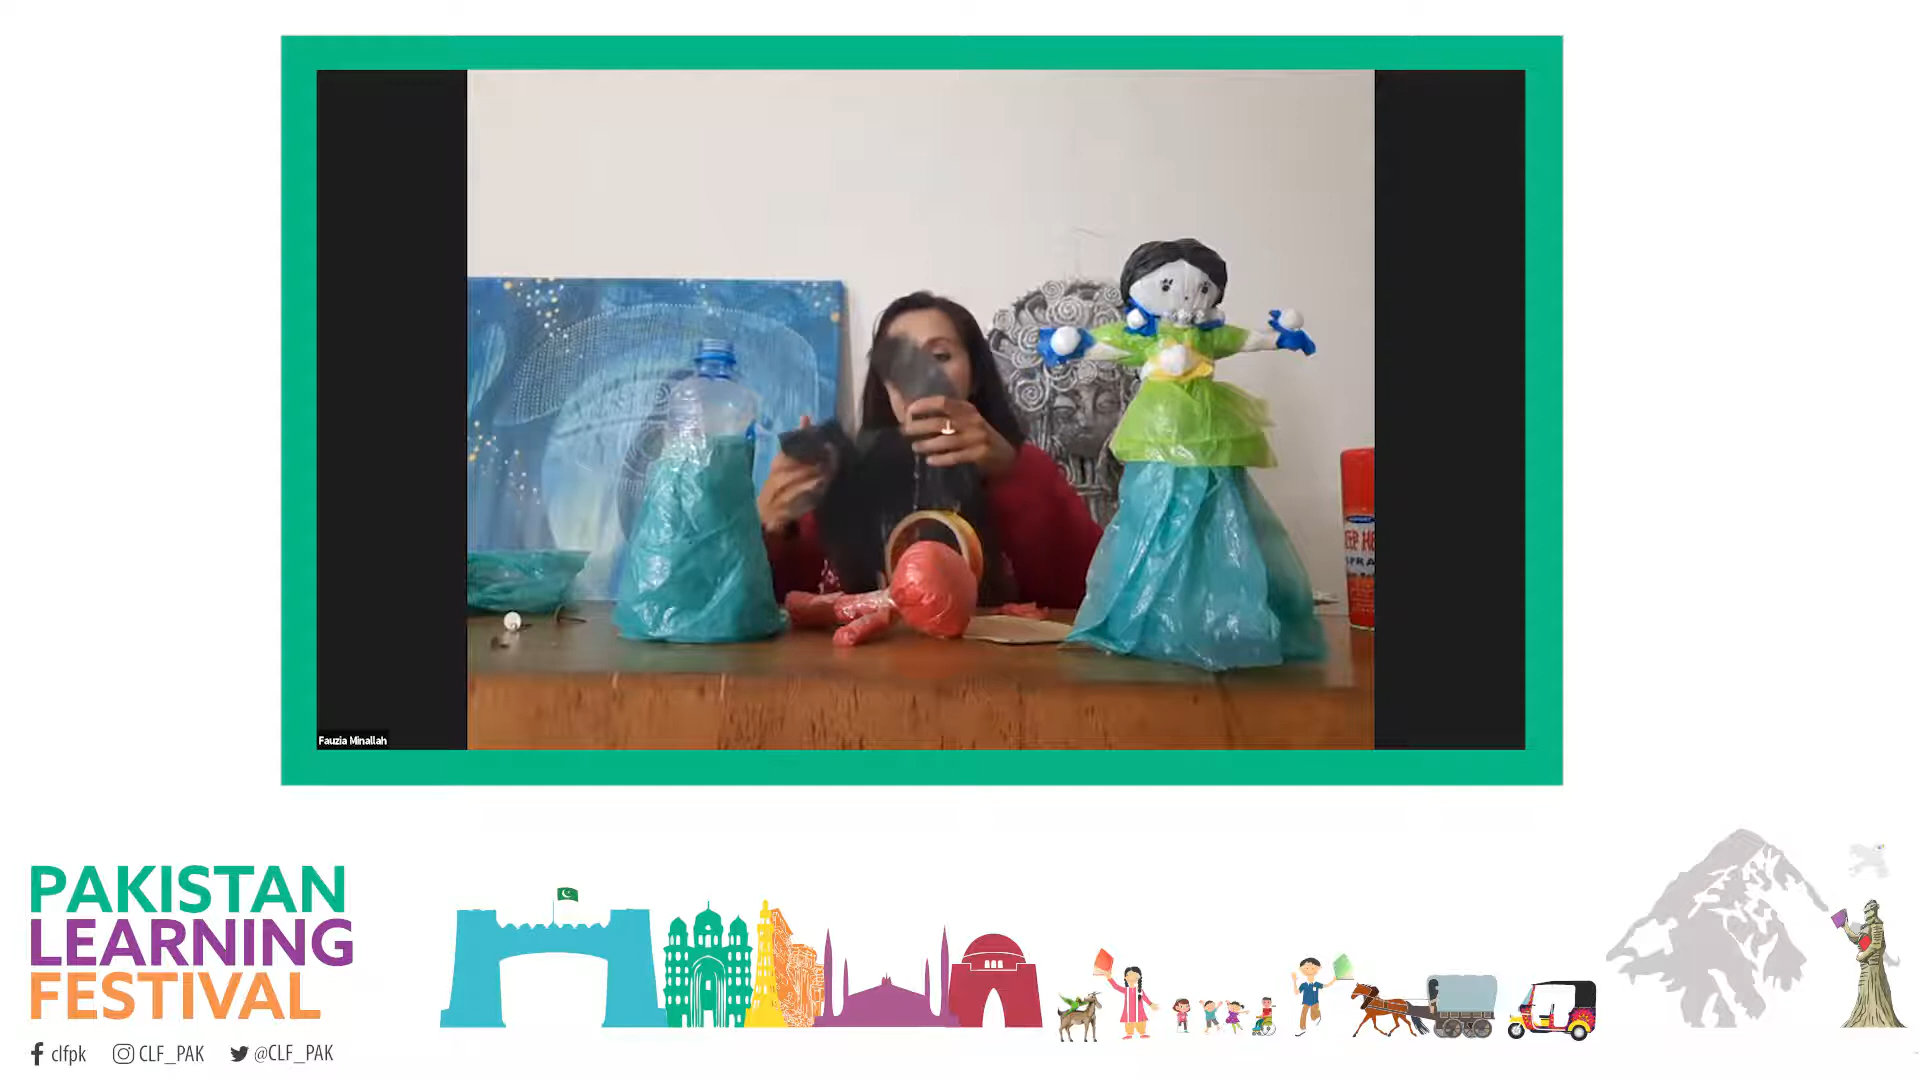 Fauzia Minallah
PAKISTAN
LEARNING
FESTIVAL
clfpk CLF_PAK @CLF_PAK